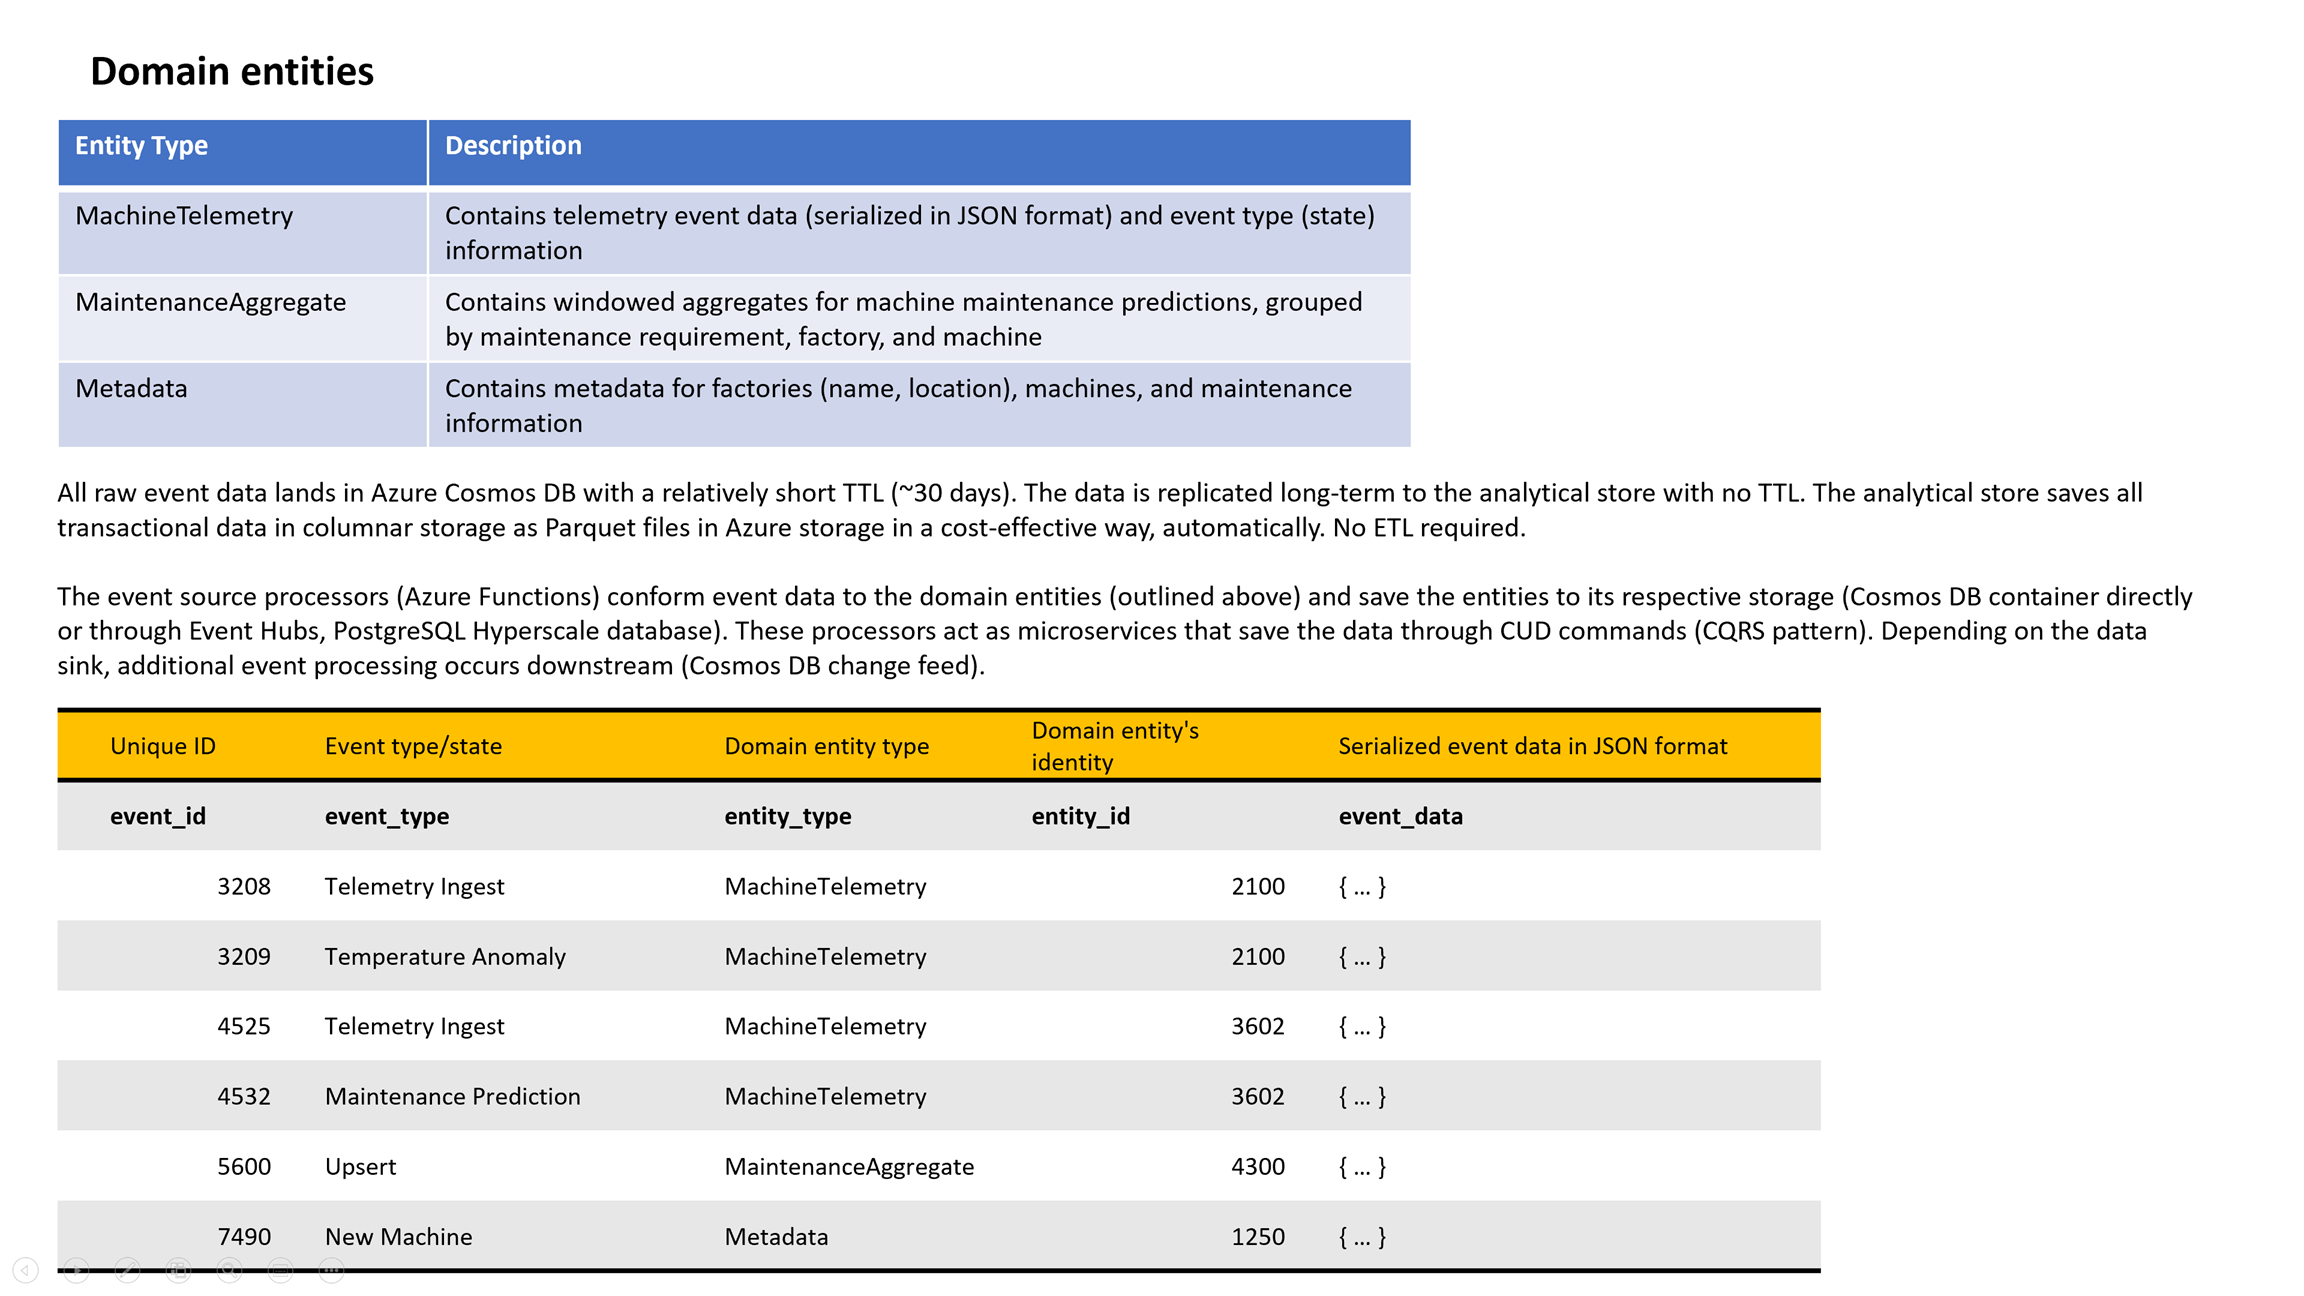 Domain entities
Entity Type Description
MachineTelemetry Contains telemetry event data (serialized in JSON format) and event type (state)
information
MaintenanceAggregate Contains windowed aggregates for machine maintenance predictions, grouped
by maintenance requirement, factory, and machine
Metadata Contains metadata for factories (name, location), machines, and maintenance
information
All raw event data lands in Azure Cosmos DB with a relatively short TTL (~30 days). The data is replicated long-term to the analytical store with no TTL. The analytical store saves all
transactional data in columnar storage as Parquet files in Azure storage in a cost-effective way, automatically. No ETL required.
The event source processors (Azure Functions) conform event data to the domain entities (outlined above) and save the entities to its respective storage (Cosmos DB container directly
or through Event Hubs, PostgreSQL Hyperscale database). These processors act as microservices that save the data through CUD commands (CQRS pattern). Depending on the data
sink, additional event processing occurs downstream (Cosmos DB change feed).
Unique ID Event type/state Domain entity type Domain entity's identity Serialized event data in JSON format
event_id event_type entity_type entity_id event_data
3208 Telemetry Ingest MachineTelemetry 2100 { ... }
3209 Temperature Anomaly MachineTelemetry 2100 { ... }
4525 Telemetry Ingest MachineTelemetry 3602 { ... }
4532 Maintenance Prediction MachineTelemetry 3602 { ... }
5600 Upsert MaintenanceAggregate 4300 { ... }
7490 New Machine Metadata 1250 { ... }